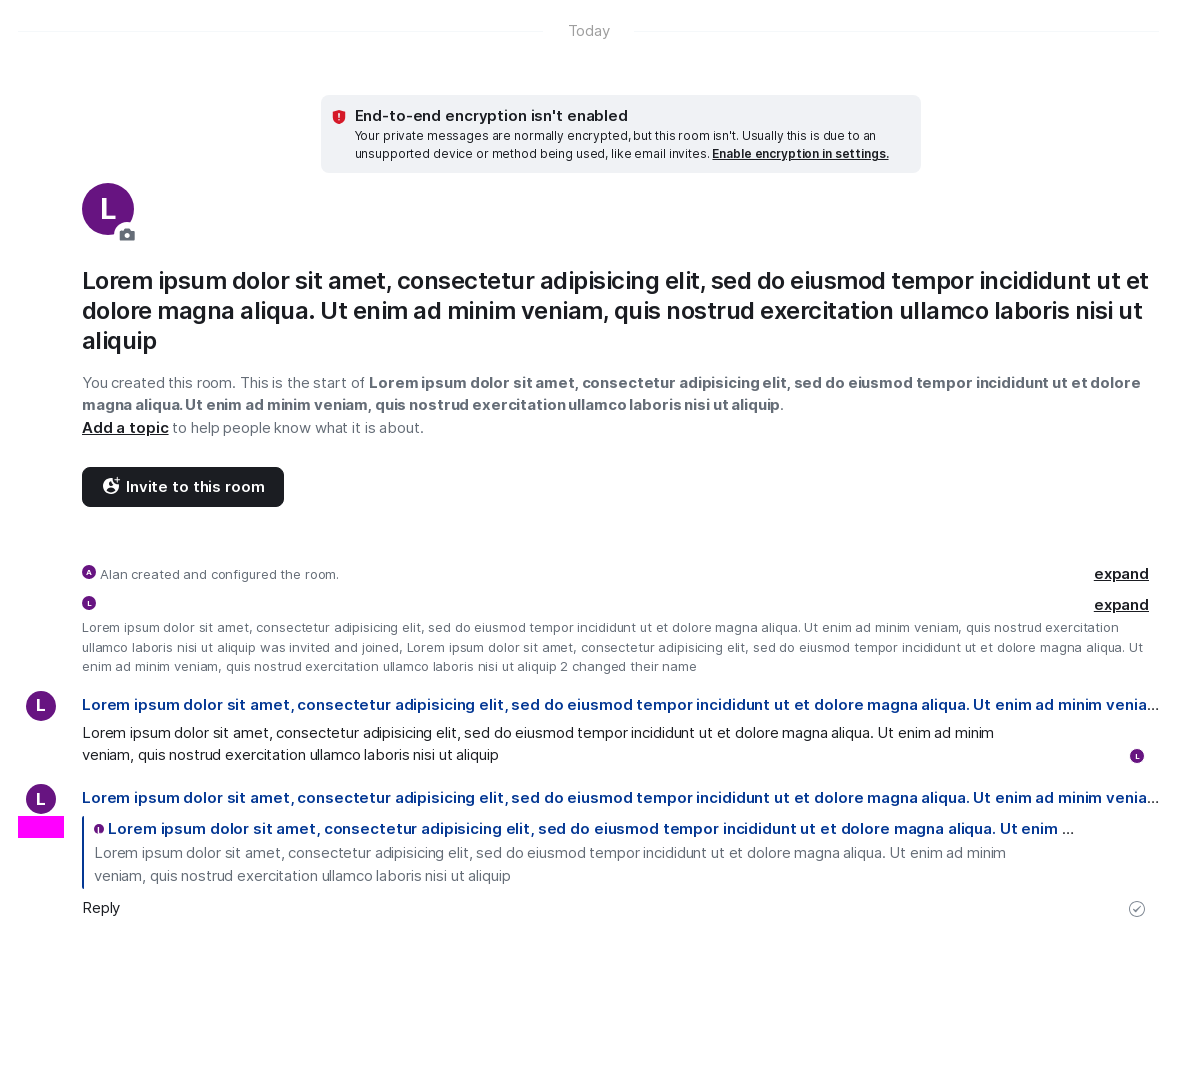 Today
End-to-end encryption isn't enabled
Your private messages are normally encrypted, but this room isn't. Usually this is due to an
unsupported device or method being used, like email invites. Enable encryption in settings.
L
Lorem ipsum dolor sit amet, consectetur adipisicing elit, sed do eiusmod tempor incididunt ut et
dolore magna aliqua. Ut enim ad minim veniam, quis nostrud exercitation ullamco laboris nisi ut
aliquip
You created this room. This is the start of Lorem ipsum dolor sit amet, consectetur adipisicing elit, sed do eiusmod tempor incididunt ut et dolore
magna aliqua. Ut enim ad minim veniam, quis nostrud exercitation ullamco laboris nisi ut aliquip.
Add a topic to help people know what it is about.
Invite to this room
A Alan created and configured the room. expand
L expand
Lorem ipsum dolor sit amet, consectetur adipisicing elit, sed do eiusmod tempor incididunt ut et dolore magna aliqua. Ut enim ad minim veniam, quis nostrud exercitation
ullamco laboris nisi ut aliquip was invited and joined, Lorem ipsum dolor sit amet, consectetur adipisicing elit, sed do eiusmod tempor incididunt ut et dolore magna aliqua. Ut
enim ad minim veniam, quis nostrud exercitation ullamco laboris nisi ut aliquip 2 changed their name
L Lorem ipsum dolor sit amet, consectetur adipisicing elit, sed do eiusmod tempor incididunt ut et dolore magna aliqua. Ut enim ad minim venia...
Lorem ipsum dolor sit amet, consectetur adipisicing elit, sed do eiusmod tempor incididunt ut et dolore magna aliqua. Ut enim ad minim
veniam, quis nostrud exercitation ullamco laboris nisi ut aliquip L
L Lorem ipsum dolor sit amet, consectetur adipisicing elit, sed do eiusmod tempor incididunt ut et dolore magna aliqua. Ut enim ad minim venia...
Lorem ipsum dolor sit amet, consectetur adipisicing elit, sed do eiusmod tempor incididunt ut et dolore magna aliqua. Ut enim ...
Lorem ipsum dolor sit amet, consectetur adipisicing elit, sed do eiusmod tempor incididunt ut et dolore magna aliqua. Ut enim ad minim
veniam, quis nostrud exercitation ullamco laboris nisi ut aliquip
Reply